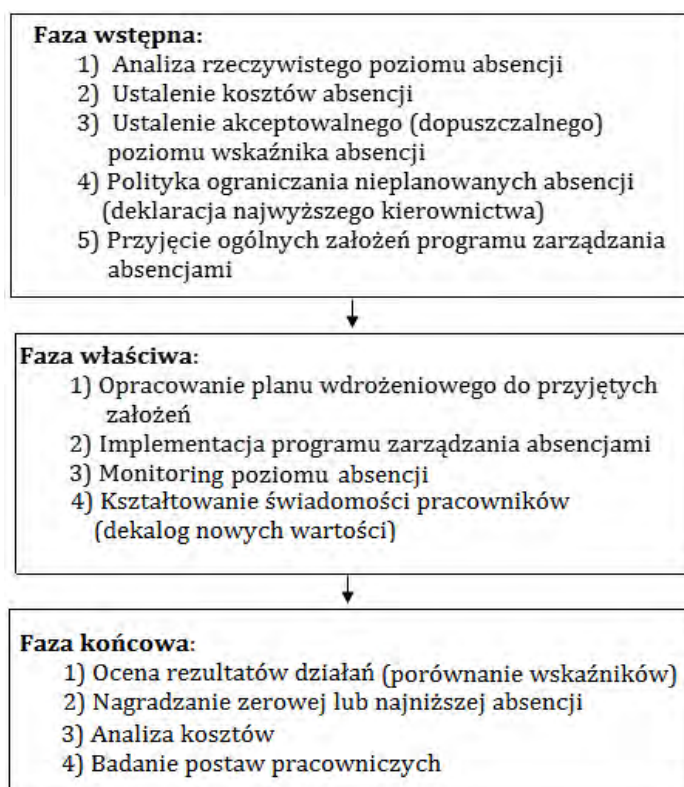 Faza wstępna:
1) Analiza rzeczywistego poziomu absencji
2) Ustalenie kosztów absencji
3) Ustalenie akceptowalnego (dopuszczalnego)
poziomu wskaźnika absencji
4) Polityka ograniczania nieplanowanych absencji
(deklaracja najwyższego kierownictwa)
5) Przyjęcie ogólnych założeń programu zarządzania
absencjami
Faza właściwa:
1) Opracowanie planu wdrożeniowego do przyjętych
założeń
2) Implementacja programu zarządzania absencjami
3) Monitoring poziomu absencji
4) Kształtowanie świadomości pracowników
(dekalog nowych wartości)
Faza końcowa:
1) Ocena rezultatów działań (porównanie wskaźników)
2) Nagradzanie zerowej lub najniższej absencji
3) Analiza kosztów
4) Badanie postaw pracowniczych